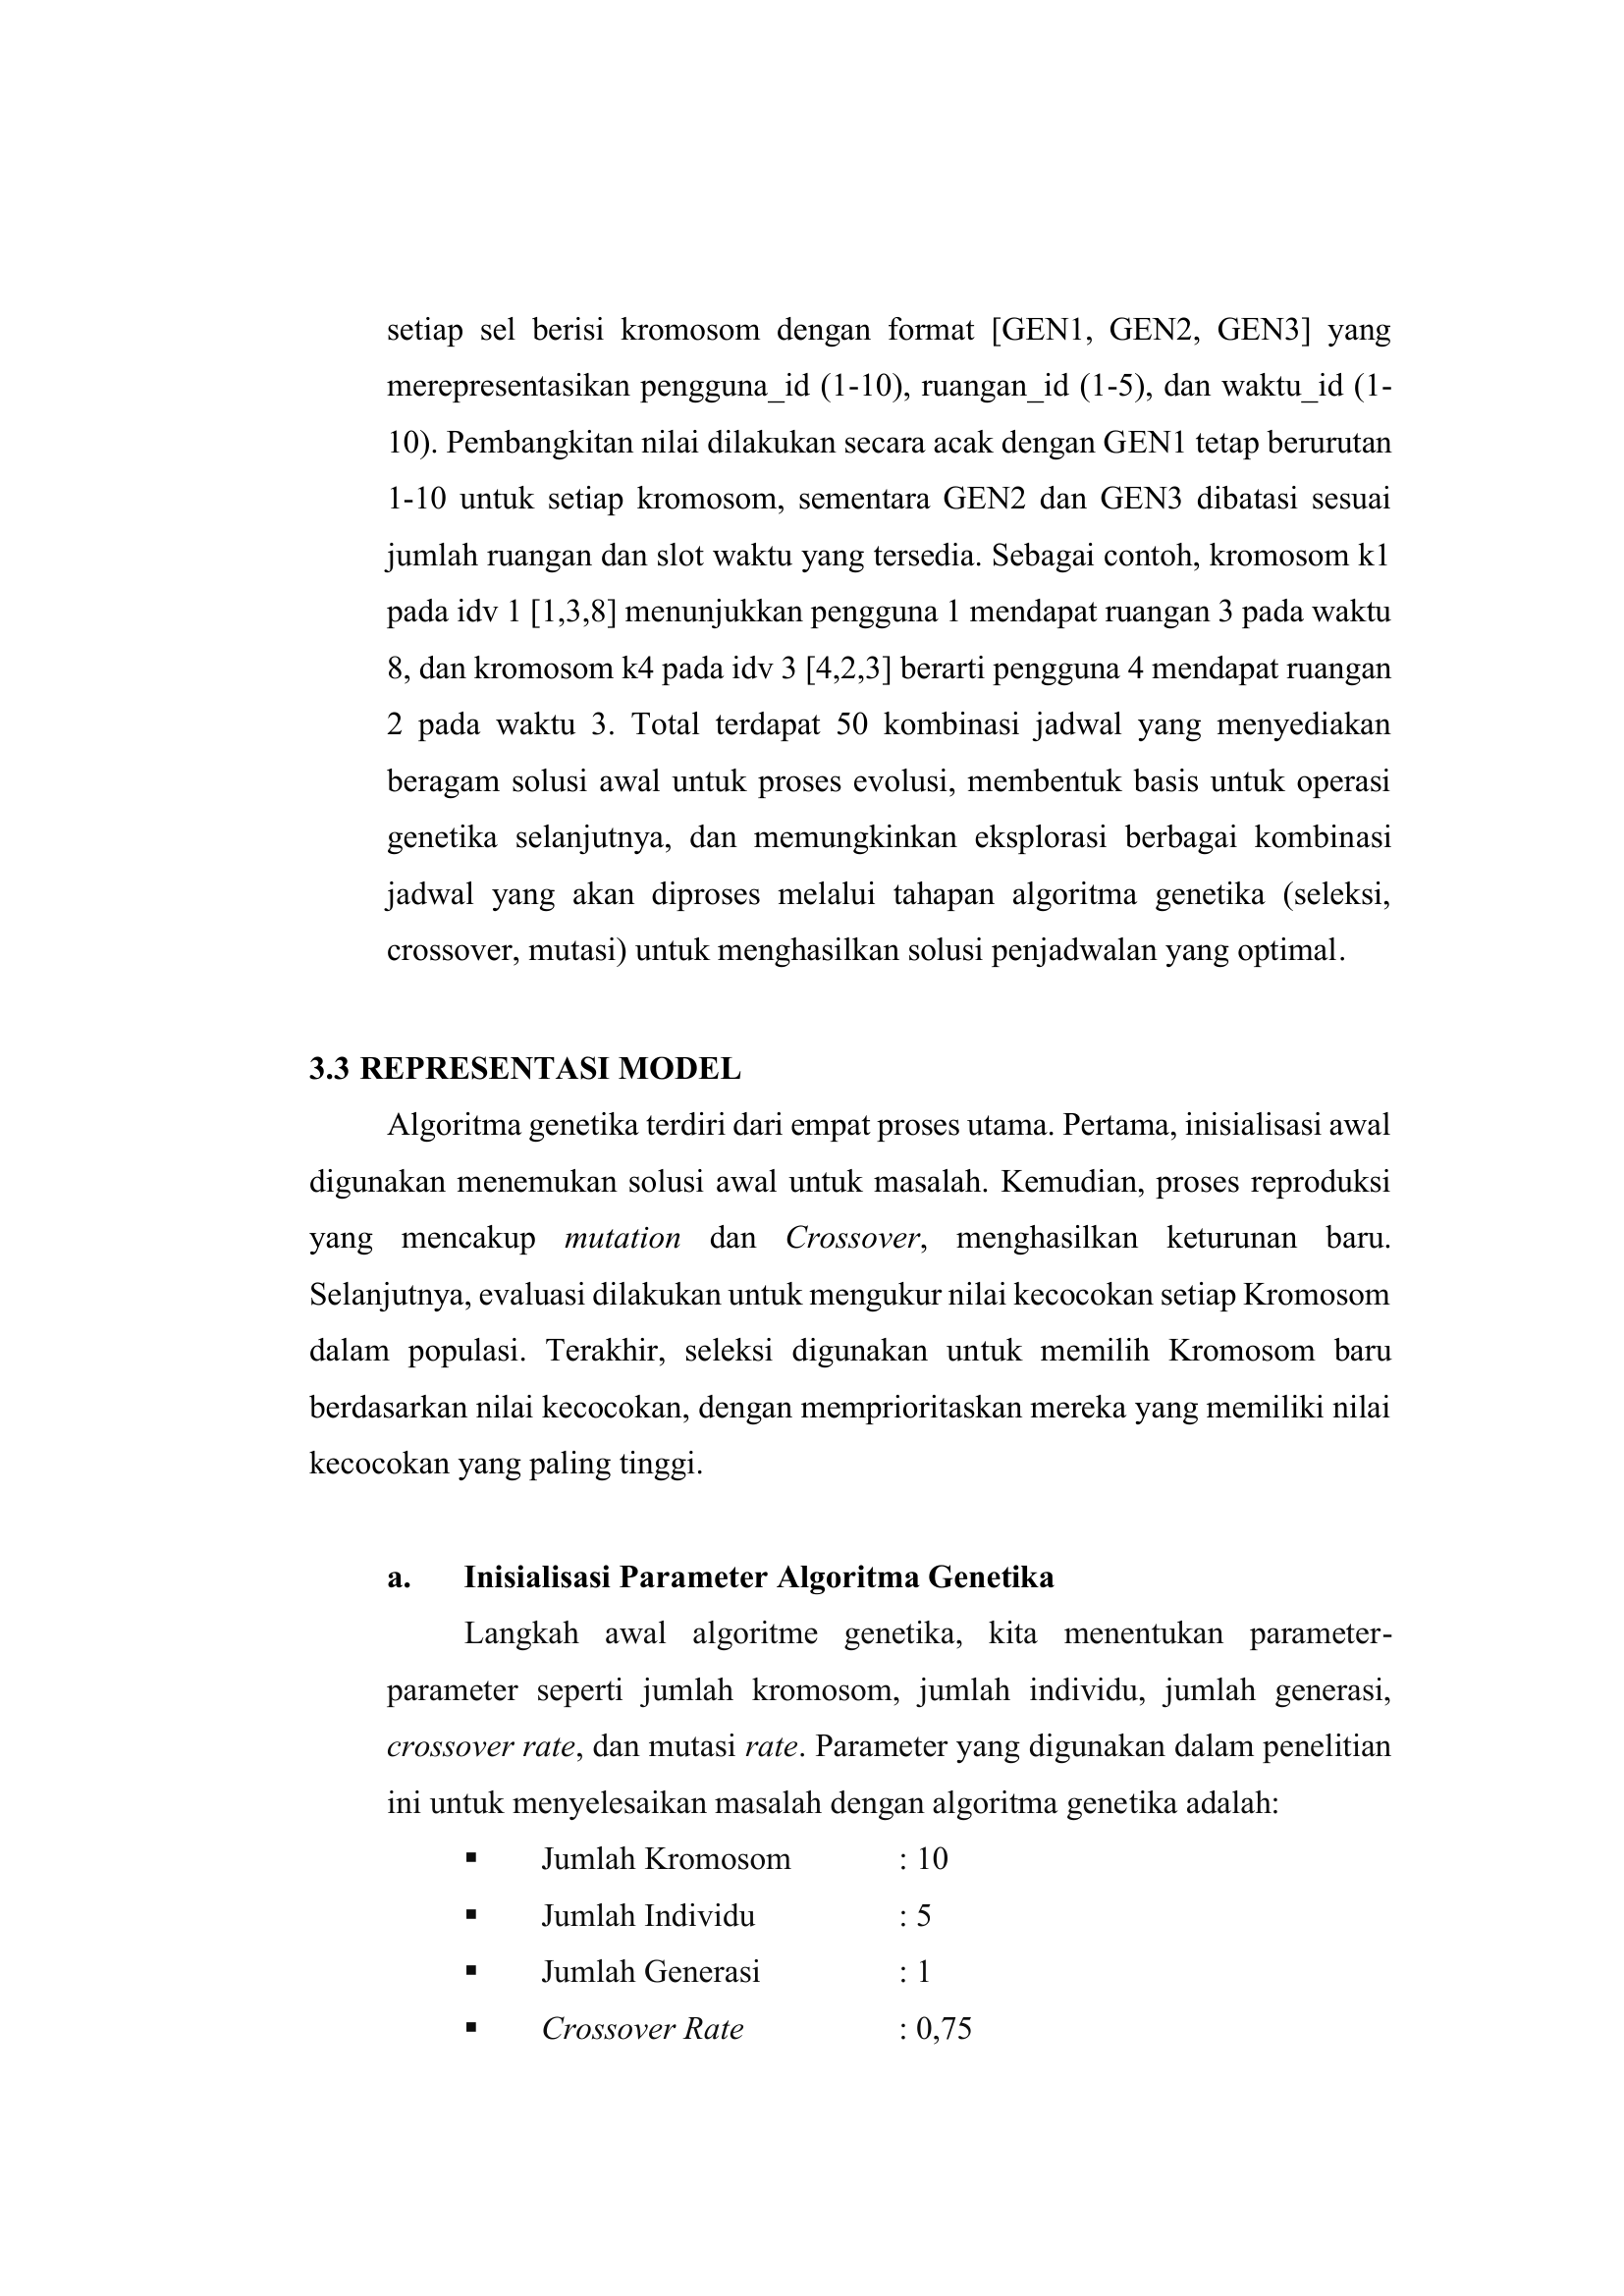 setiap sel berisi kromosom dengan format [GEN1, GEN2, GEN3] yang
merepresentasikan pengguna_id (1-10), ruangan_id (1-5), dan waktu_id (1-
10). Pembangkitan nilai dilakukan secara acak dengan GEN1 tetap berurutan
1-10 untuk setiap kromosom, sementara GEN2 dan GEN3 dibatasi sesuai
jumlah ruangan dan slot waktu yang tersedia. Sebagai contoh, kromosom k1
pada idv 1 [1,3,8] menunjukkan pengguna 1 mendapat ruangan 3 pada waktu
8, dan kromosom k4 pada idv 3 [4,2,3] berarti pengguna 4 mendapat ruangan
2 pada waktu 3. Total terdapat 50 kombinasi jadwal yang menyediakan
beragam solusi awal untuk proses evolusi, membentuk basis untuk operasi
genetika selanjutnya, dan memungkinkan eksplorasi berbagai kombinasi
jadwal yang akan diproses melalui tahapan algoritma genetika (seleksi,
crossover, mutasi) untuk menghasilkan solusi penjadwalan yang optimal.
3.3 REPRESENTASI MODEL
Algoritma genetika terdiri dari empat proses utama. Pertama, inisialisasi awal
digunakan menemukan solusi awal untuk masalah. Kemudian, proses reproduksi
yang mencakup mutation dan Crossover, menghasilkan keturunan baru.
Selanjutnya, evaluasi dilakukan untuk mengukur nilai kecocokan setiap Kromosom
dalam populasi. Terakhir, seleksi digunakan untuk memilih Kromosom baru
berdasarkan nilai kecocokan, dengan memprioritaskan mereka yang memiliki nilai
kecocokan yang paling tinggi.
a. Inisialisasi Parameter Algoritma Genetika
Langkah awal algoritme genetika, kita menentukan parameter-
parameter seperti jumlah kromosom, jumlah individu, jumlah generasi,
crossover rate, dan mutasi rate. Parameter yang digunakan dalam penelitian
ini untuk menyelesaikan masalah dengan algoritma genetika adalah:
▪ Jumlah Kromosom : 10
▪ Jumlah Individu : 5
▪ Jumlah Generasi : 1
▪ Crossover Rate : 0,75